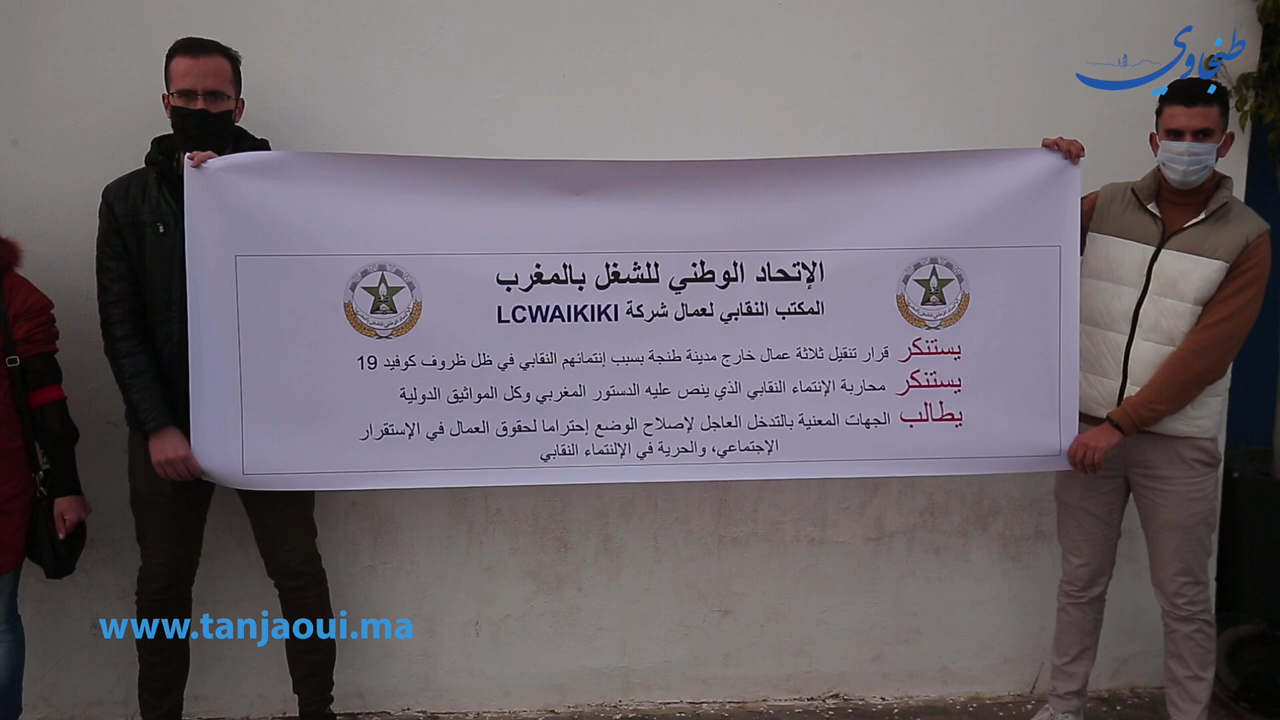 طنجاوي
الإتحاد الوطني للشغل بالمغرب
المكتب النقابي لعمال شركة LCWAIKIKI
يستنكر قرار تنقيل ثلاثة عمال خارج مدينة طنجة بسبب إنتمائهم النقابي في ظل ظروف كوفيد 19
يستنكر محاربة الإنتماء النقابي الذي ينص عليه الدستور المغربي وكل المواثيق الدولية
يطالب الجهات المعنية بالتدخل العاجل لإصلاح الوضع إحتراما لحقوق العمال في الإستقرار
الإجتماعي، والحرية في الإلنتماء النقابي
www.tanjaoui.ma